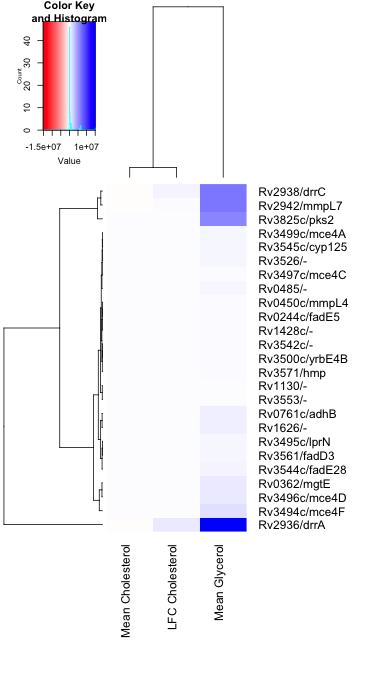 Color Key
and Histogram
Count
0 10 20 30 40
-1.5e+07 1e+07
Value
Rv2938/drrC
Rv2942/mmpL7
Rv3825c/pks2
Rv3499c/mce4A
Rv3545c/cyp125
Rv3526/-
Rv3497c/mce4C
Rv0485/-
Rv0450c/mmpL4
Rv0244c/fadE5
Rv1428c/-
Rv3542c/-
Rv3500c/yrbE4B
Rv3571/hmp
Rv1130/-
Rv3553/-
Rv0761c/adhB
Rv1626/-
Rv3495c/lprN
Rv3561/fadD3
Rv3544c/fadE28
Rv0362/mgtE
Rv3496c/mce4D
Rv3494c/mce4F
Rv2936/drrA
Mean Cholesterol
LFC Cholesterol
Mean Glycerol